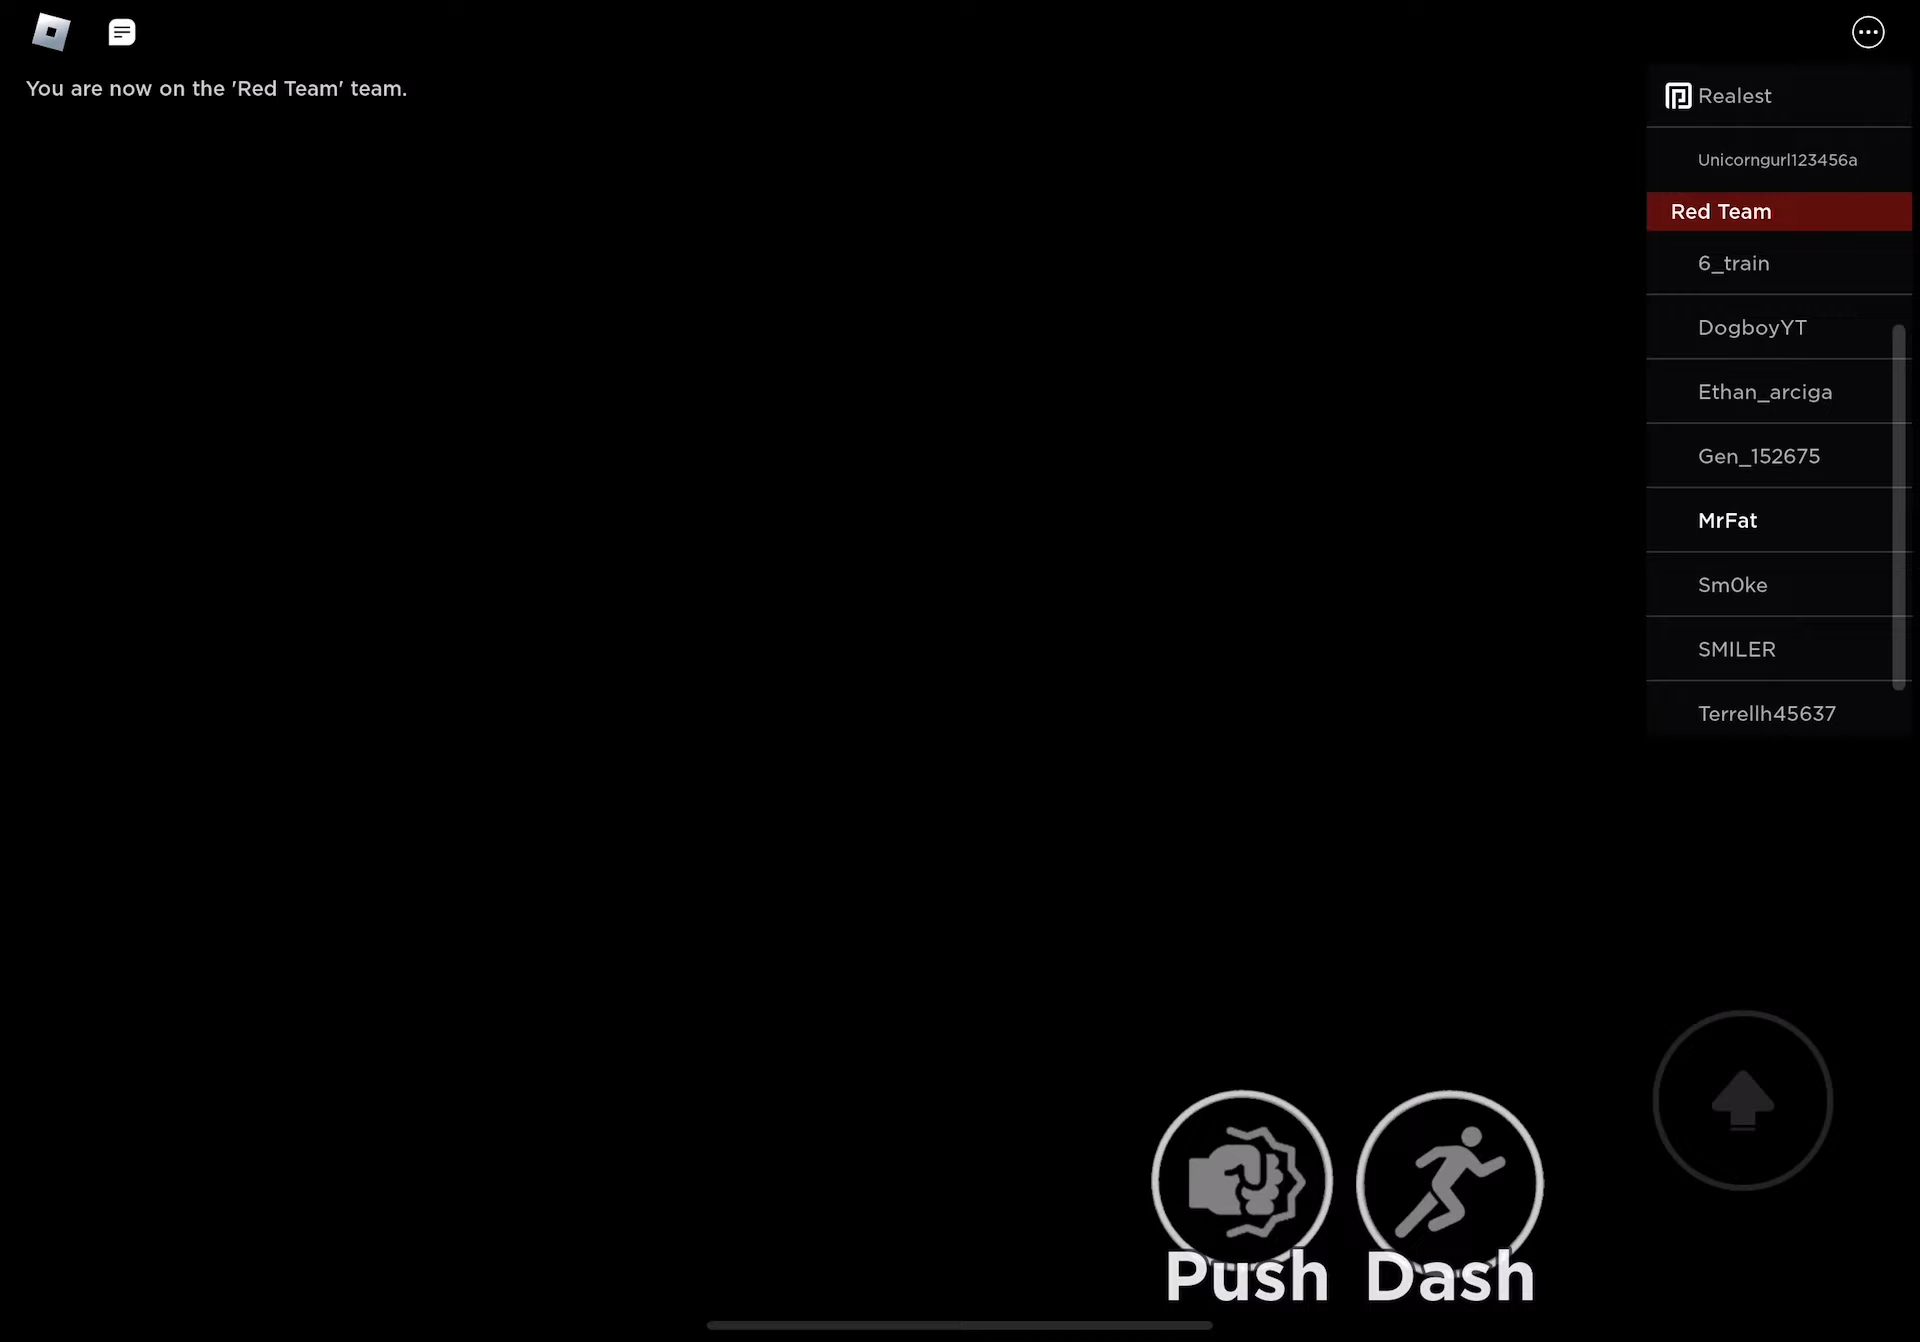 You are now on the 'Red Team' team.
Realest
Unicorngurl123456a
Red Team
6_train
DogboyYT
Ethan_arciga
Gen_152675
MrFat
Sm0ke
SMILER
Terrellh45637
Push
Dash